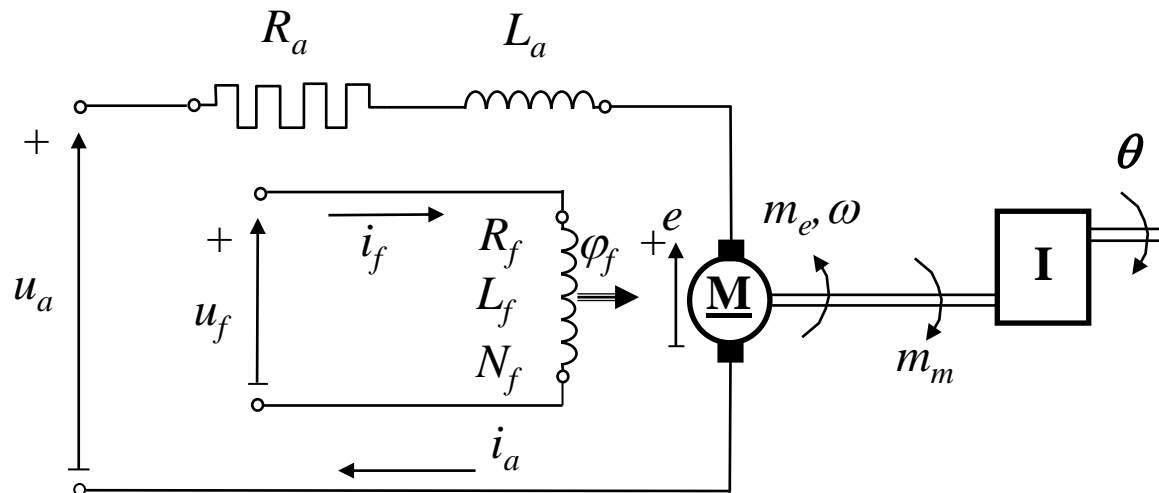 R_a
L_a
+
u_a
+
u_f
i_f
R_f
L_f
N_f
φ_f
+
e
M
m_e, ω
m_m
I
θ
i_a